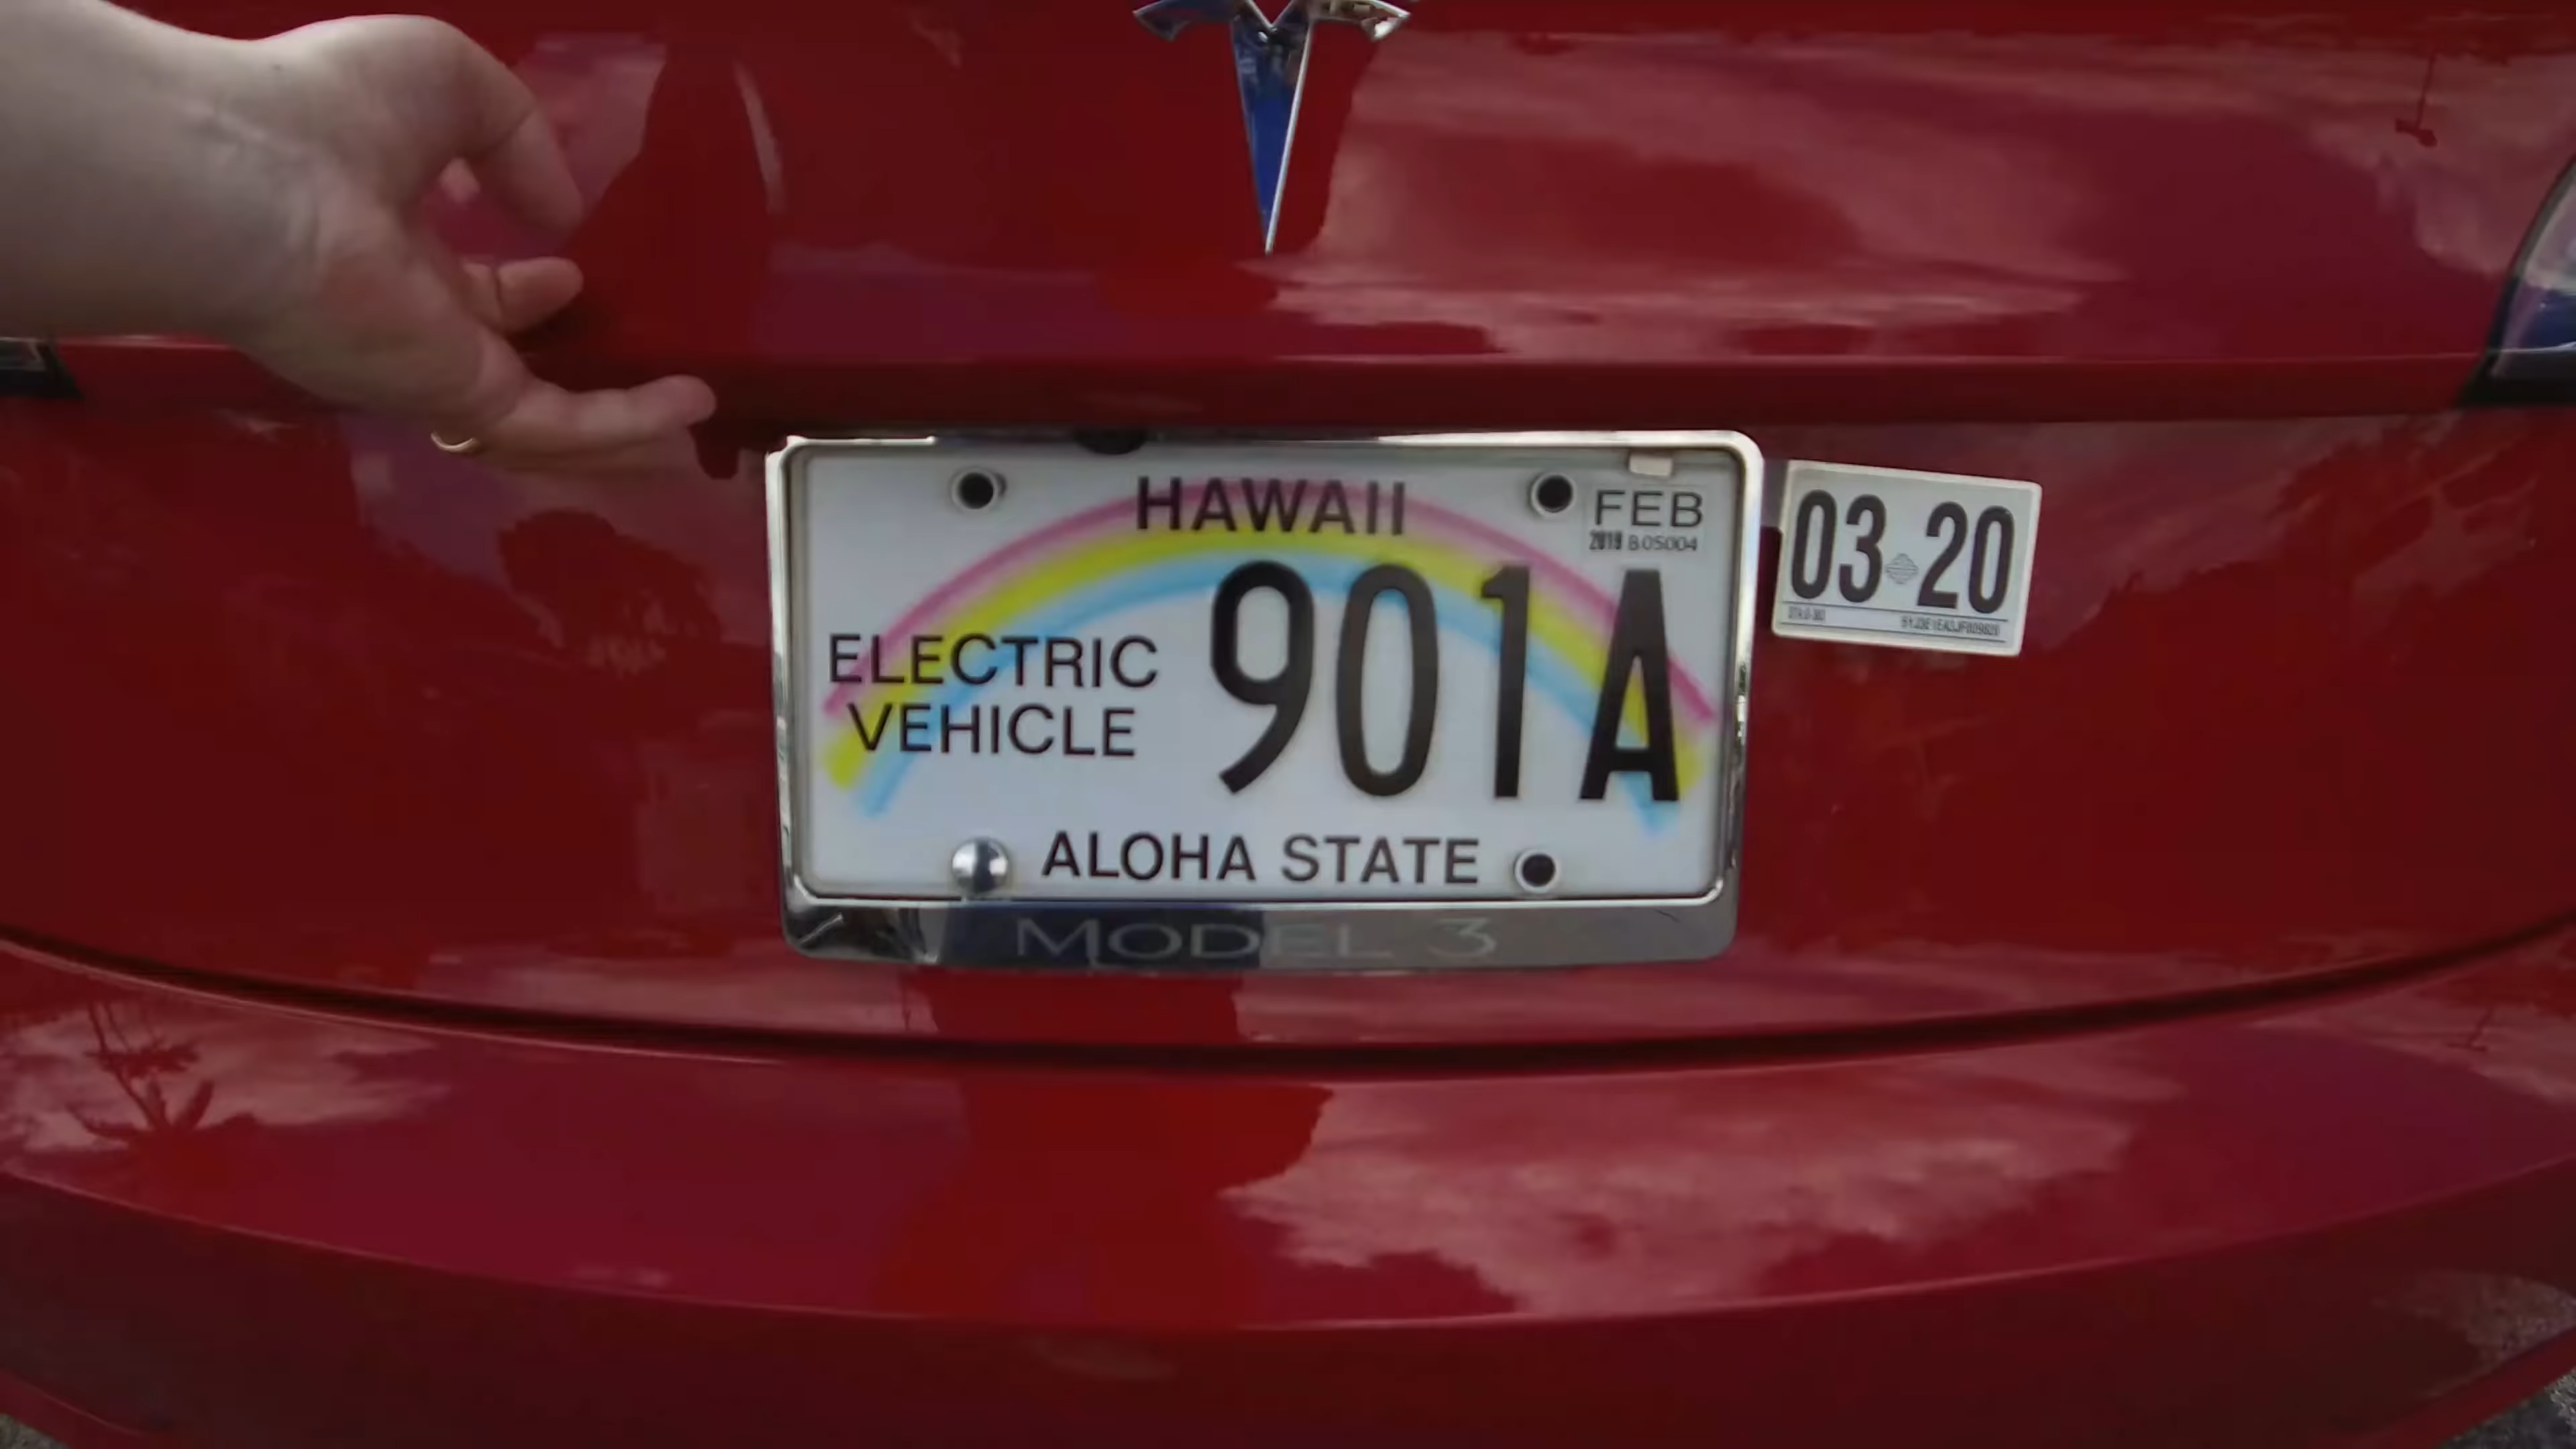 HAWAII
FEB
2019 B05004
03 20
ELECTRIC
VEHICLE
901A
ALOHA STATE
MODEL 3